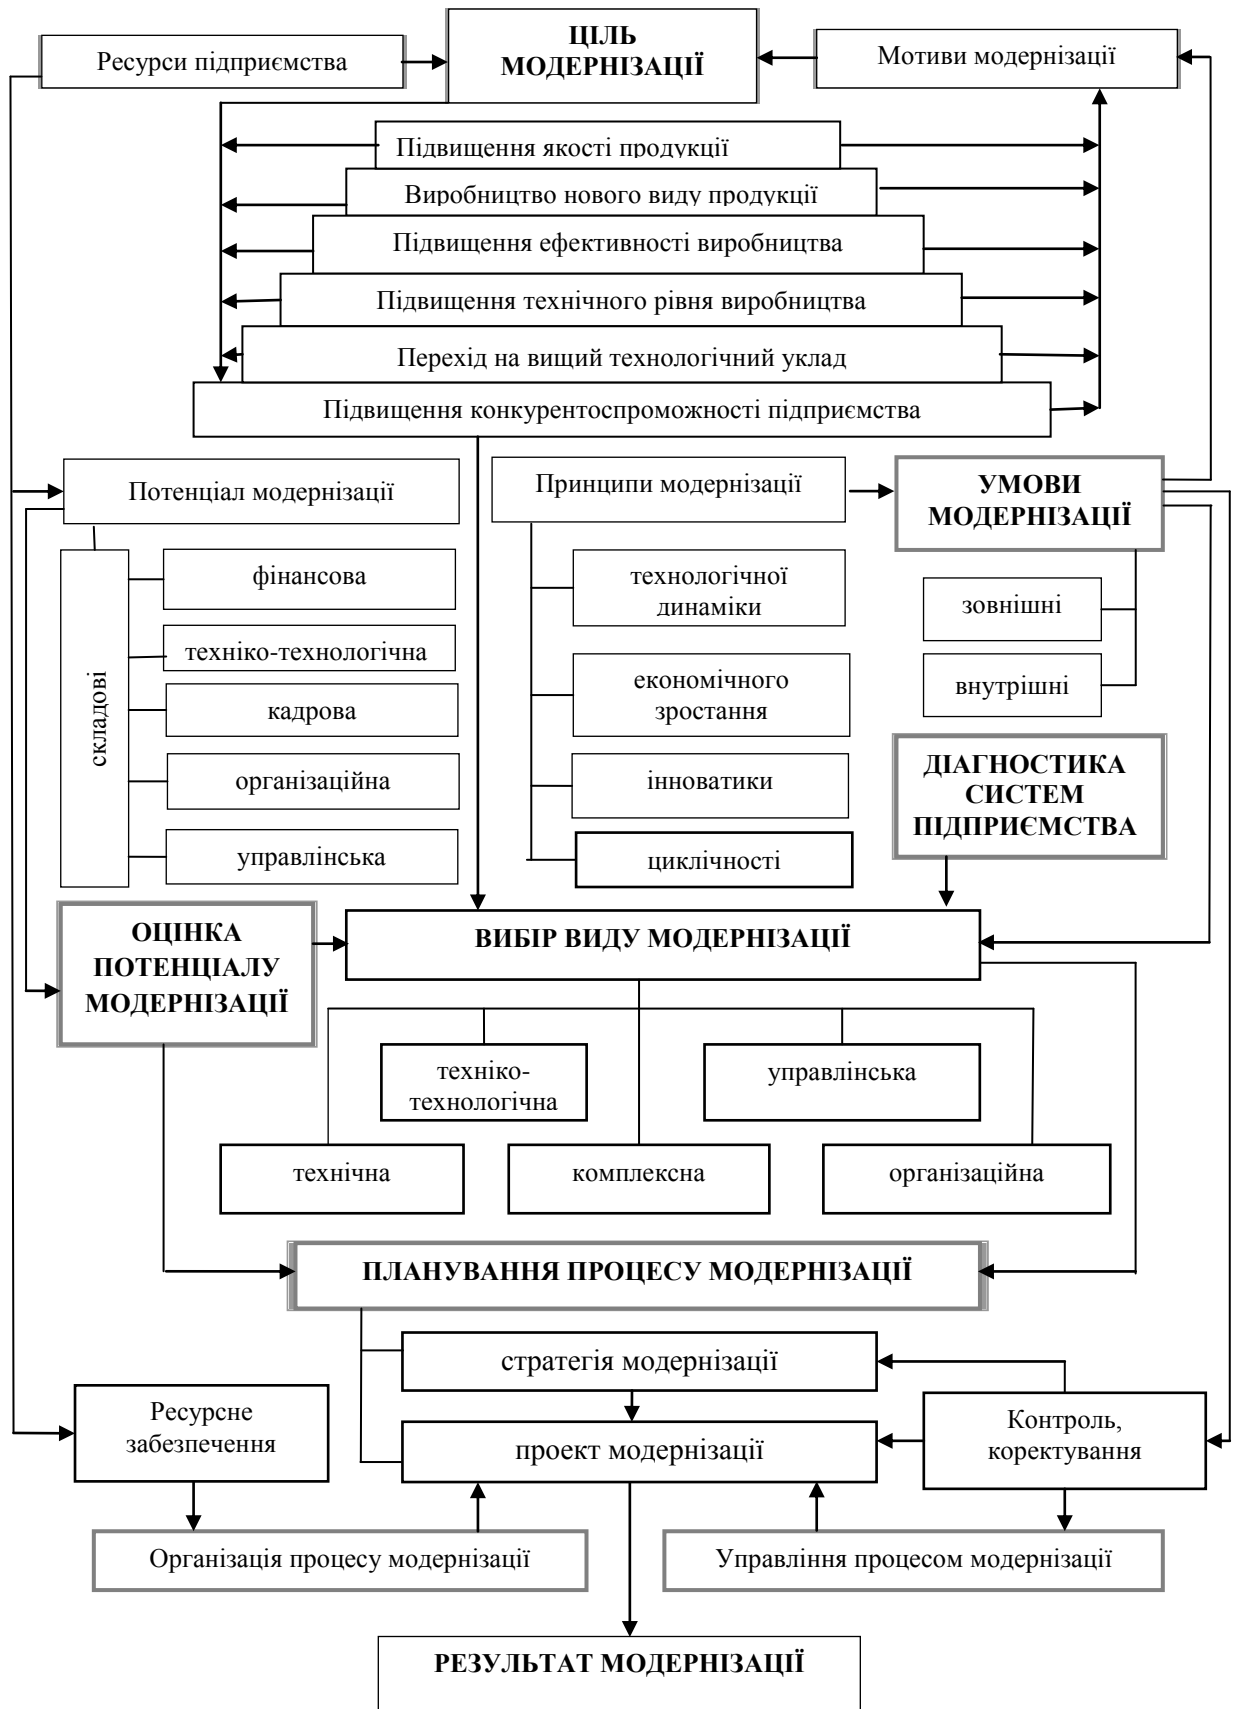 Ресурси підприємства
ЦІЛЬ
МОДЕРНІЗАЦІЇ
Мотиви модернізації
Підвищення якості продукції
Виробництво нового виду продукції
Підвищення ефективності виробництва
Підвищення технічного рівня виробництва
Перехід на вищий технологічний уклад
Підвищення конкурентоспроможності підприємства
Потенціал модернізації
складові
фінансова
техніко-технологічна
кадрова
організаційна
управлінська
Принципи модернізації
технологічної
динаміки
економічного
зростання
інноватики
циклічності
УМОВИ
МОДЕРНІЗАЦІЇ
зовнішні
внутрішні
ДІАГНОСТИКА
СИСТЕМ
ПІДПРИЄМСТВА
ОЦІНКА
ПОТЕНЦІАЛУ
МОДЕРНІЗАЦІЇ
ВИБІР ВИДУ МОДЕРНІЗАЦІЇ
техніко-
технологічна
управлінська
технічна
комплексна
організаційна
ПЛАНУВАННЯ ПРОЦЕСУ МОДЕРНІЗАЦІЇ
стратегія модернізації
Ресурсне
забезпечення
проект модернізації
Контроль,
коректування
Організація процесу модернізації
Управління процесом модернізації
РЕЗУЛЬТАТ МОДЕРНІЗАЦІЇ